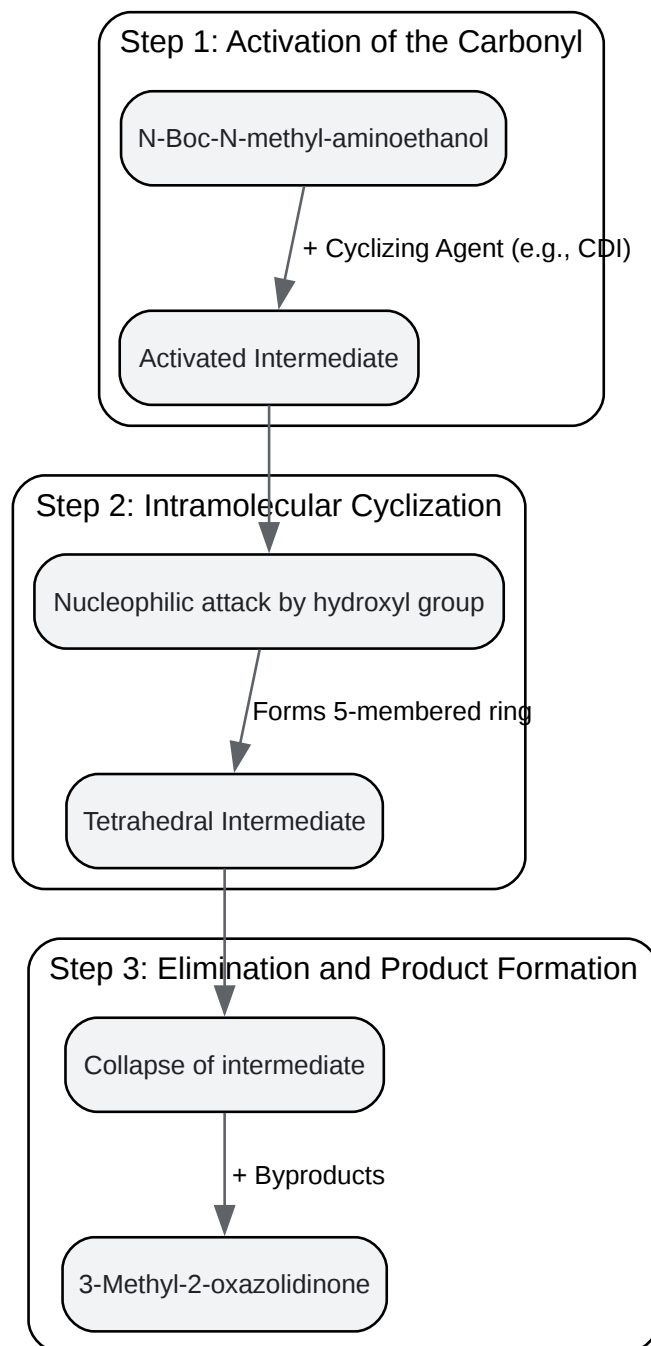 Step 1: Activation of the Carbonyl
N-Boc-N-methyl-aminoethanol
+ Cyclizing Agent (e.g., CDI)
Activated Intermediate
Step 2: Intramolecular Cyclization
Nucleophilic attack by hydroxyl group
Forms 5-membered ring
Tetrahedral Intermediate
Step 3: Elimination and Product Formation
Collapse of intermediate
+ Byproducts
3-Methyl-2-oxazolidinone